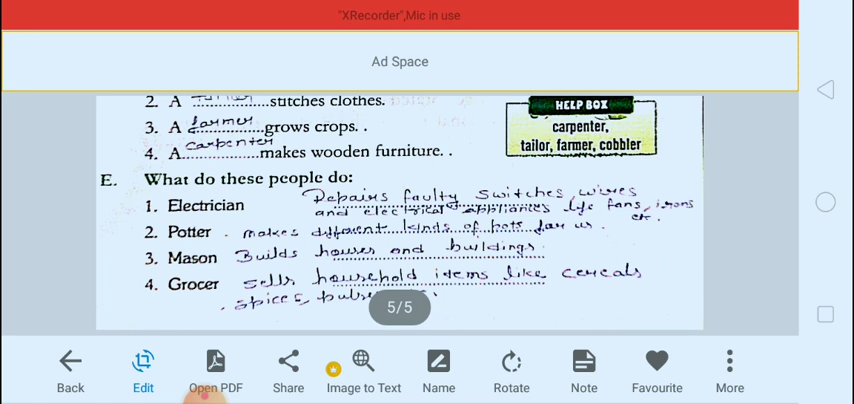 "XRecorder",Mic in use
Ad Space
2. A tailor stitches clothes.
3. A farmer grows crops. .
4. A carpenter makes wooden furniture. .
HELP BOX
carpenter,
tailor, farmer, cobbler
E. What do these people do:
1. Electrician Repairs faulty switches, wires
and electrical appliances like fans, irons
etc.
2. Potter . makes different kinds of pots for us.
3. Mason Builds houses and buildings
4. Grocer sells household items like cereals
spices,
5/5
Back
Edit
Open PDF
Share
Image to Text
Name
Rotate
Note
Favourite
More